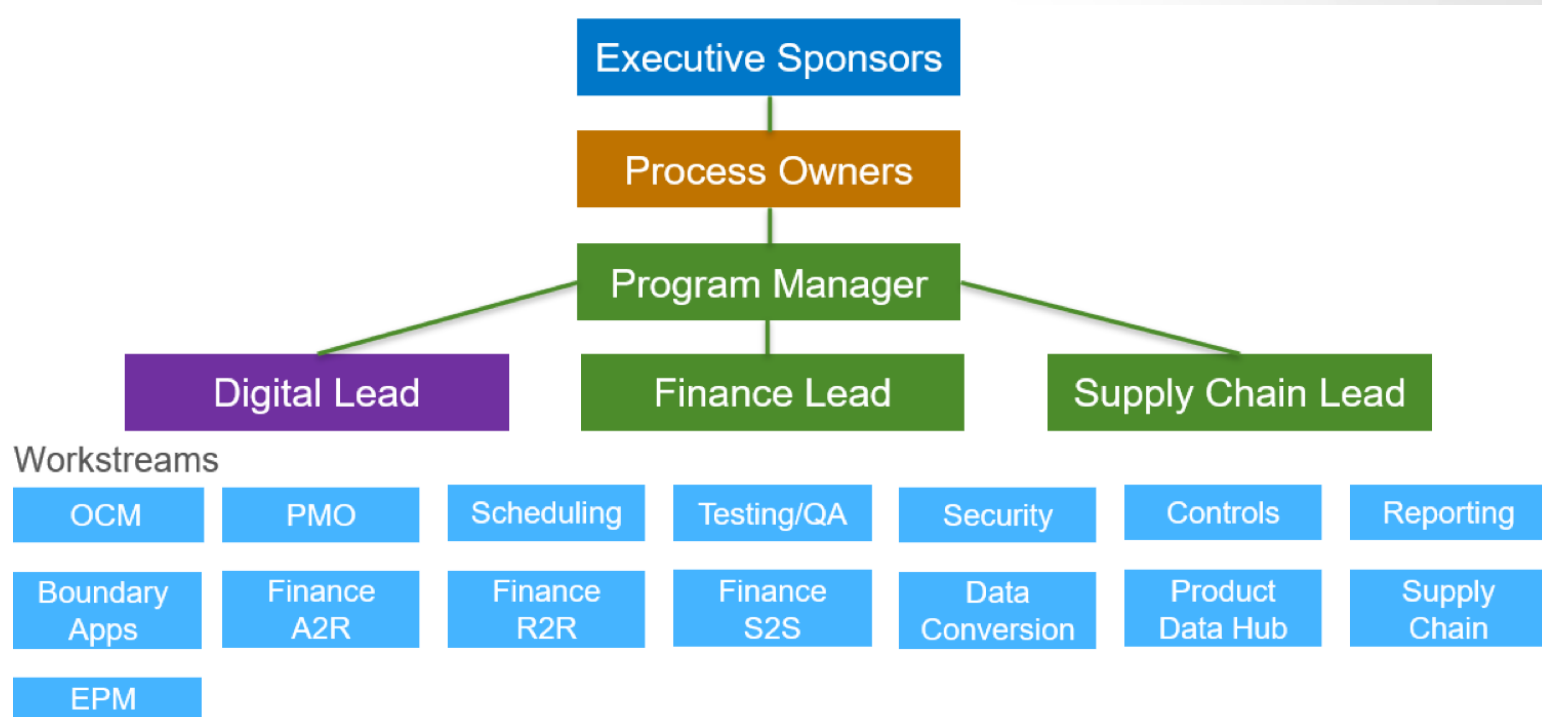 Executive Sponsors
Process Owners
Program Manager
Digital Lead
Finance Lead
Supply Chain Lead
Workstreams
OCM
PMO
Scheduling
Testing/QA
Security
Controls
Reporting
Boundary
Apps
Finance
A2R
Finance
R2R
Finance
S2S
Data
Conversion
Product
Data Hub
Supply
Chain
EPM